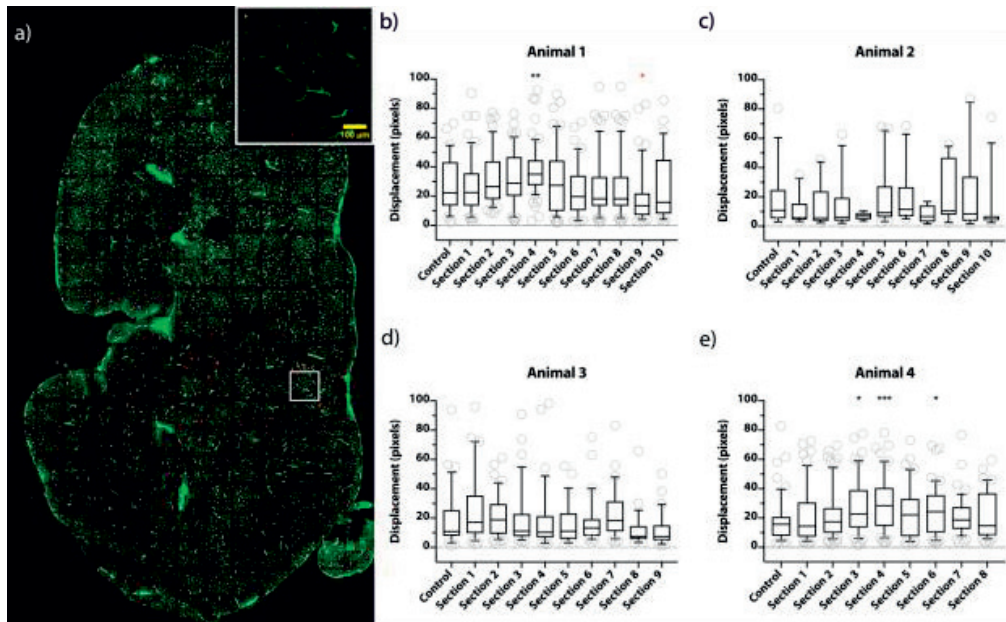 a)
100 µm
b)
Animal 1
**
*
Displacement (pixels)
100
80
60
40
20
0
Control
Section 1
Section 2
Section 3
Section 4
Section 5
Section 6
Section 7
Section 8
Section 9
Section 10
c)
Animal 2
Displacement (pixels)
100
80
60
40
20
0
Control
Section 1
Section 2
Section 3
Section 4
Section 5
Section 6
Section 7
Section 8
Section 9
Section 10
d)
Animal 3
Displacement (pixels)
100
80
60
40
20
0
Control
Section 1
Section 2
Section 3
Section 4
Section 5
Section 6
Section 7
Section 8
Section 9
e)
Animal 4
*
***
*
Displacement (pixels)
100
80
60
40
20
0
Control
Section 1
Section 2
Section 3
Section 4
Section 5
Section 6
Section 7
Section 8